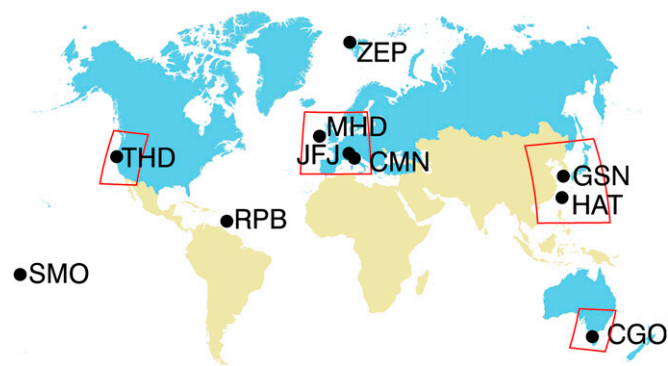 ZEP
MHD
THD
JFJ
CMN
GSN
HAT
RPB
SMO
CGO